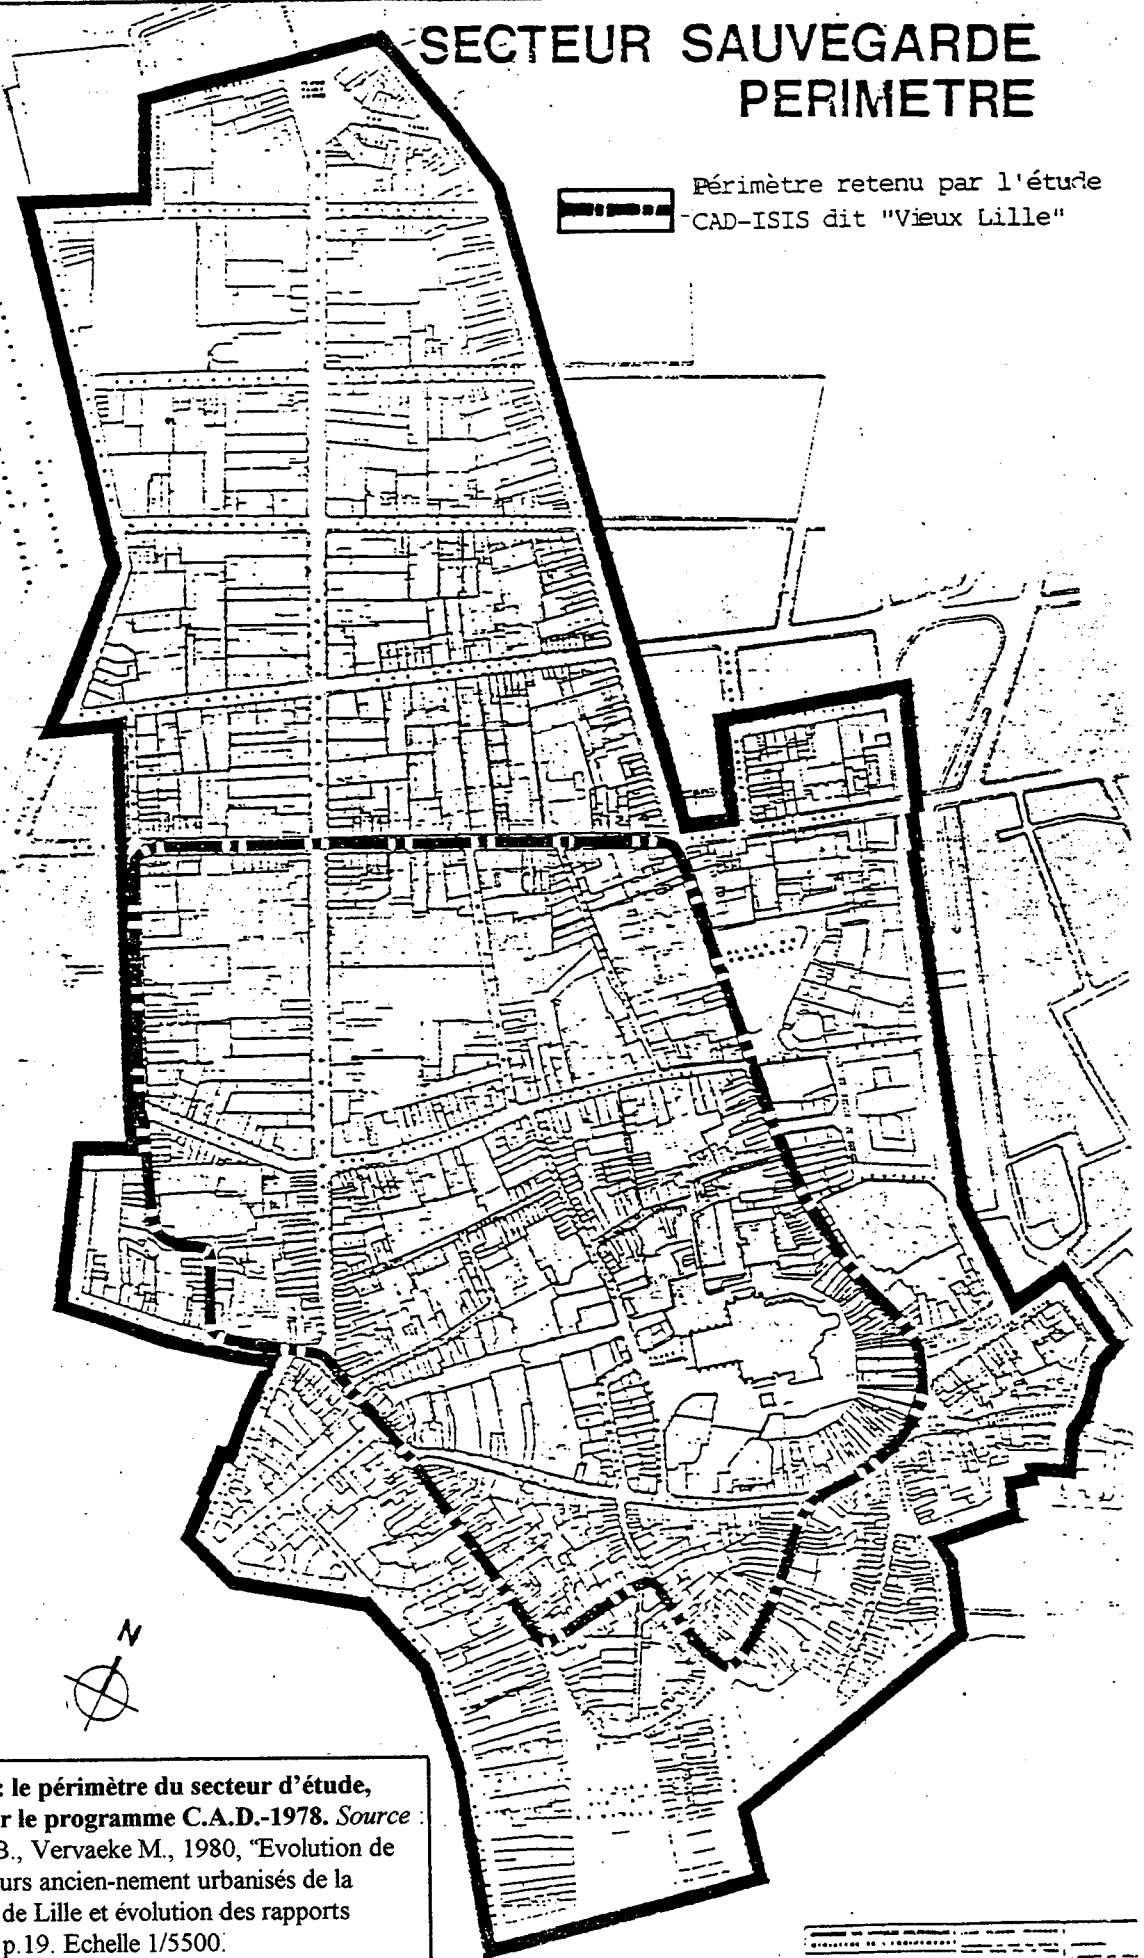 SECTEUR SAUVEGARDE
PERIMETRE
Périmètre retenu par l'étude
CAD-ISIS dit "Vieux Lille"
N
: le périmètre du secteur d'étude,
r le programme C.A.D.-1978. Source :
3., Vervaeke M., 1980, "Evolution de
urs ancien-nement urbanisés de la
de Lille et évolution des rapports
p.19. Echelle 1/5500.